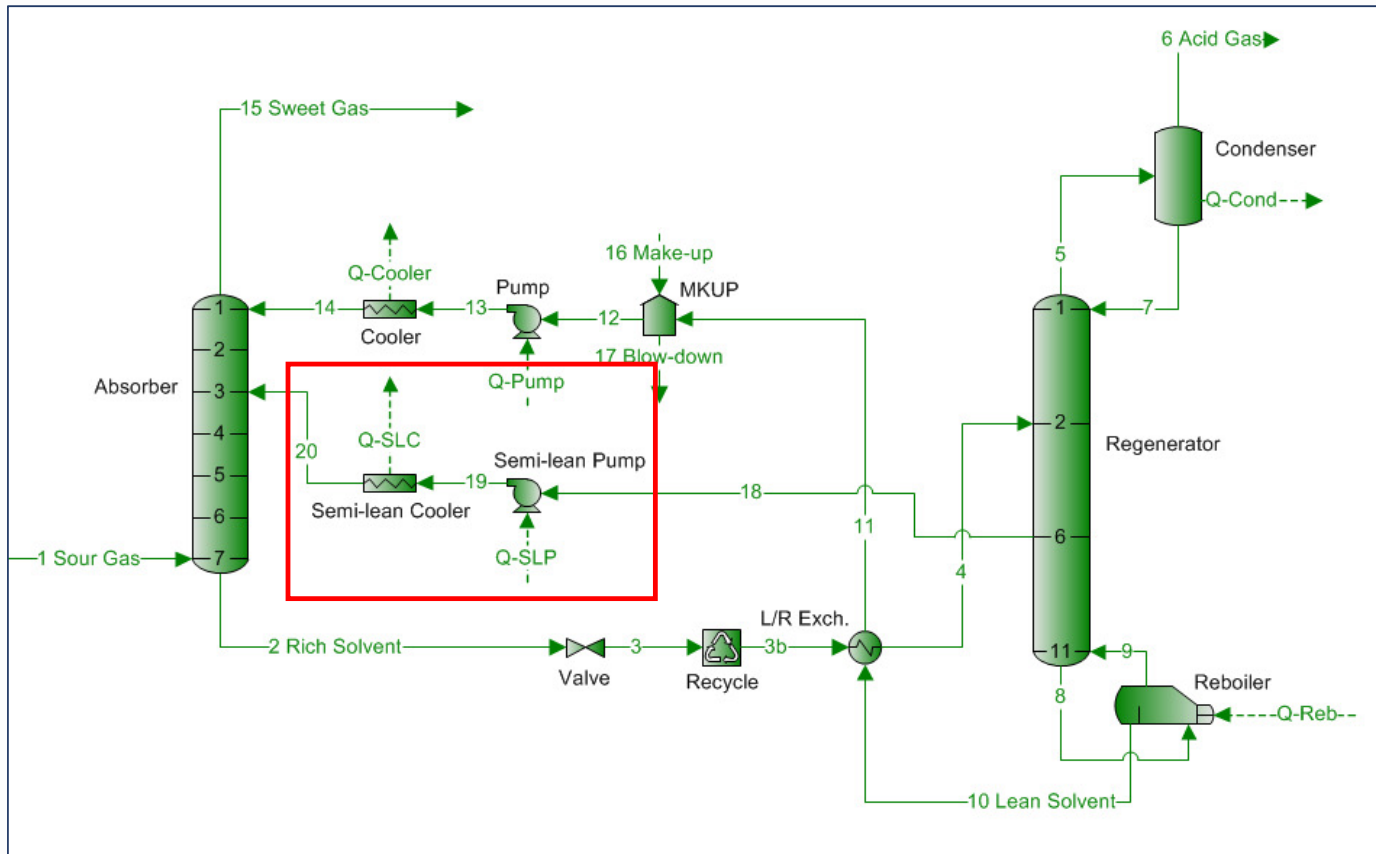 6 Acid Gas
15 Sweet Gas
Condenser
Q-Cond
16 Make-up
5
Q-Cooler
Pump
MKUP
1
14
13
12
1
7
Cooler
2
17 Blow-down
Absorber
3
Q-Pump
4
Q-SLC
2
Regenerator
20
5
Semi-lean Pump
19
18
Semi-lean Cooler
6
11
6
1 Sour Gas
7
Q-SLP
4
L/R Exch.
2 Rich Solvent
3
3b
11
9
Valve
Recycle
8
Reboiler
Q-Reb
10 Lean Solvent